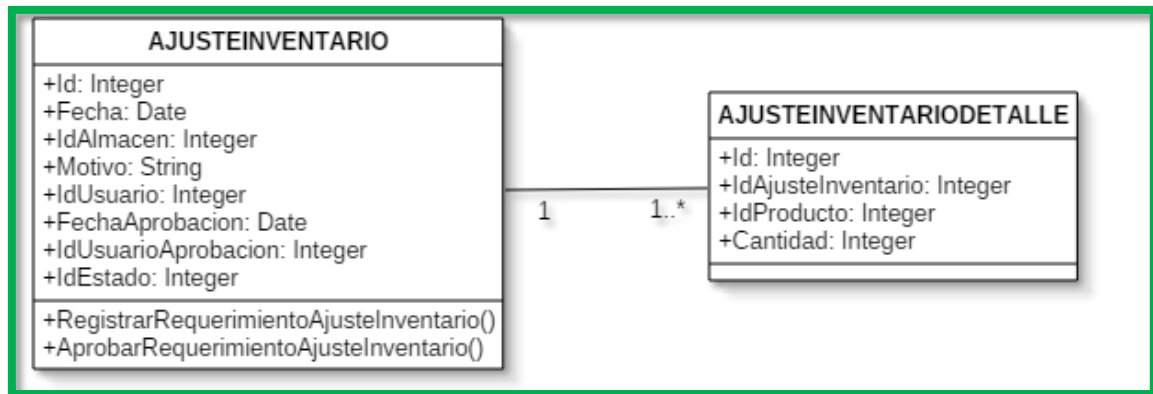 AJUSTEINVENTARIO
+Id: Integer
+Fecha: Date
+IdAlmacen: Integer
+Motivo: String
+IdUsuario: Integer
+FechaAprobacion: Date
+IdUsuarioAprobacion: Integer
+IdEstado: Integer
+RegistrarRequerimientoAjusteInventario()
+AprobarRequerimientoAjusteInventario()
1
1..*
AJUSTEINVENTARIODETALLE
+Id: Integer
+IdAjusteInventario: Integer
+IdProducto: Integer
+Cantidad: Integer